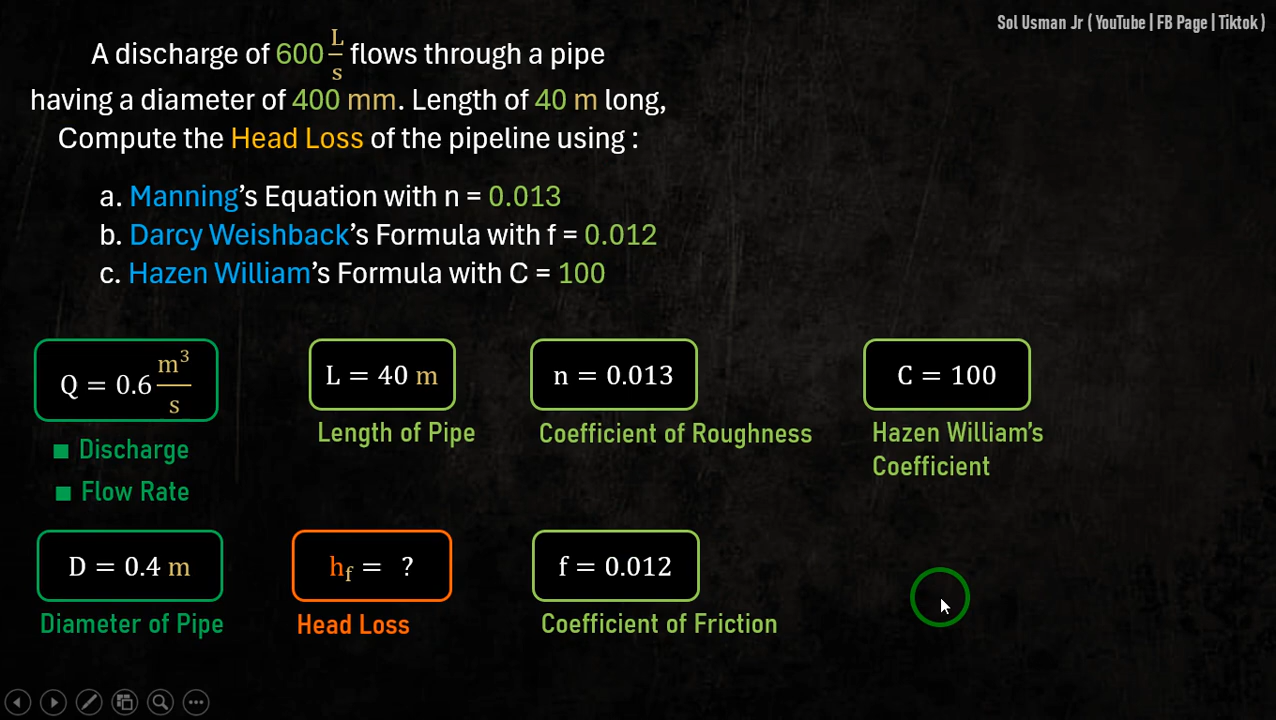 Sol Usman Jr ( YouTube | FB Page | Tiktok )
A discharge of 600 L/s flows through a pipe
having a diameter of 400 mm. Length of 40 m long,
Compute the Head Loss of the pipeline using :
a. Manning's Equation with n = 0.013
b. Darcy Weishback's Formula with f = 0.012
c. Hazen William's Formula with C = 100
Q = 0.6 m³/s
■ Discharge
■ Flow Rate
L = 40 m
Length of Pipe
n = 0.013
Coefficient of Roughness
C = 100
Hazen William's
Coefficient
D = 0.4 m
Diameter of Pipe
hf = ?
Head Loss
f = 0.012
Coefficient of Friction